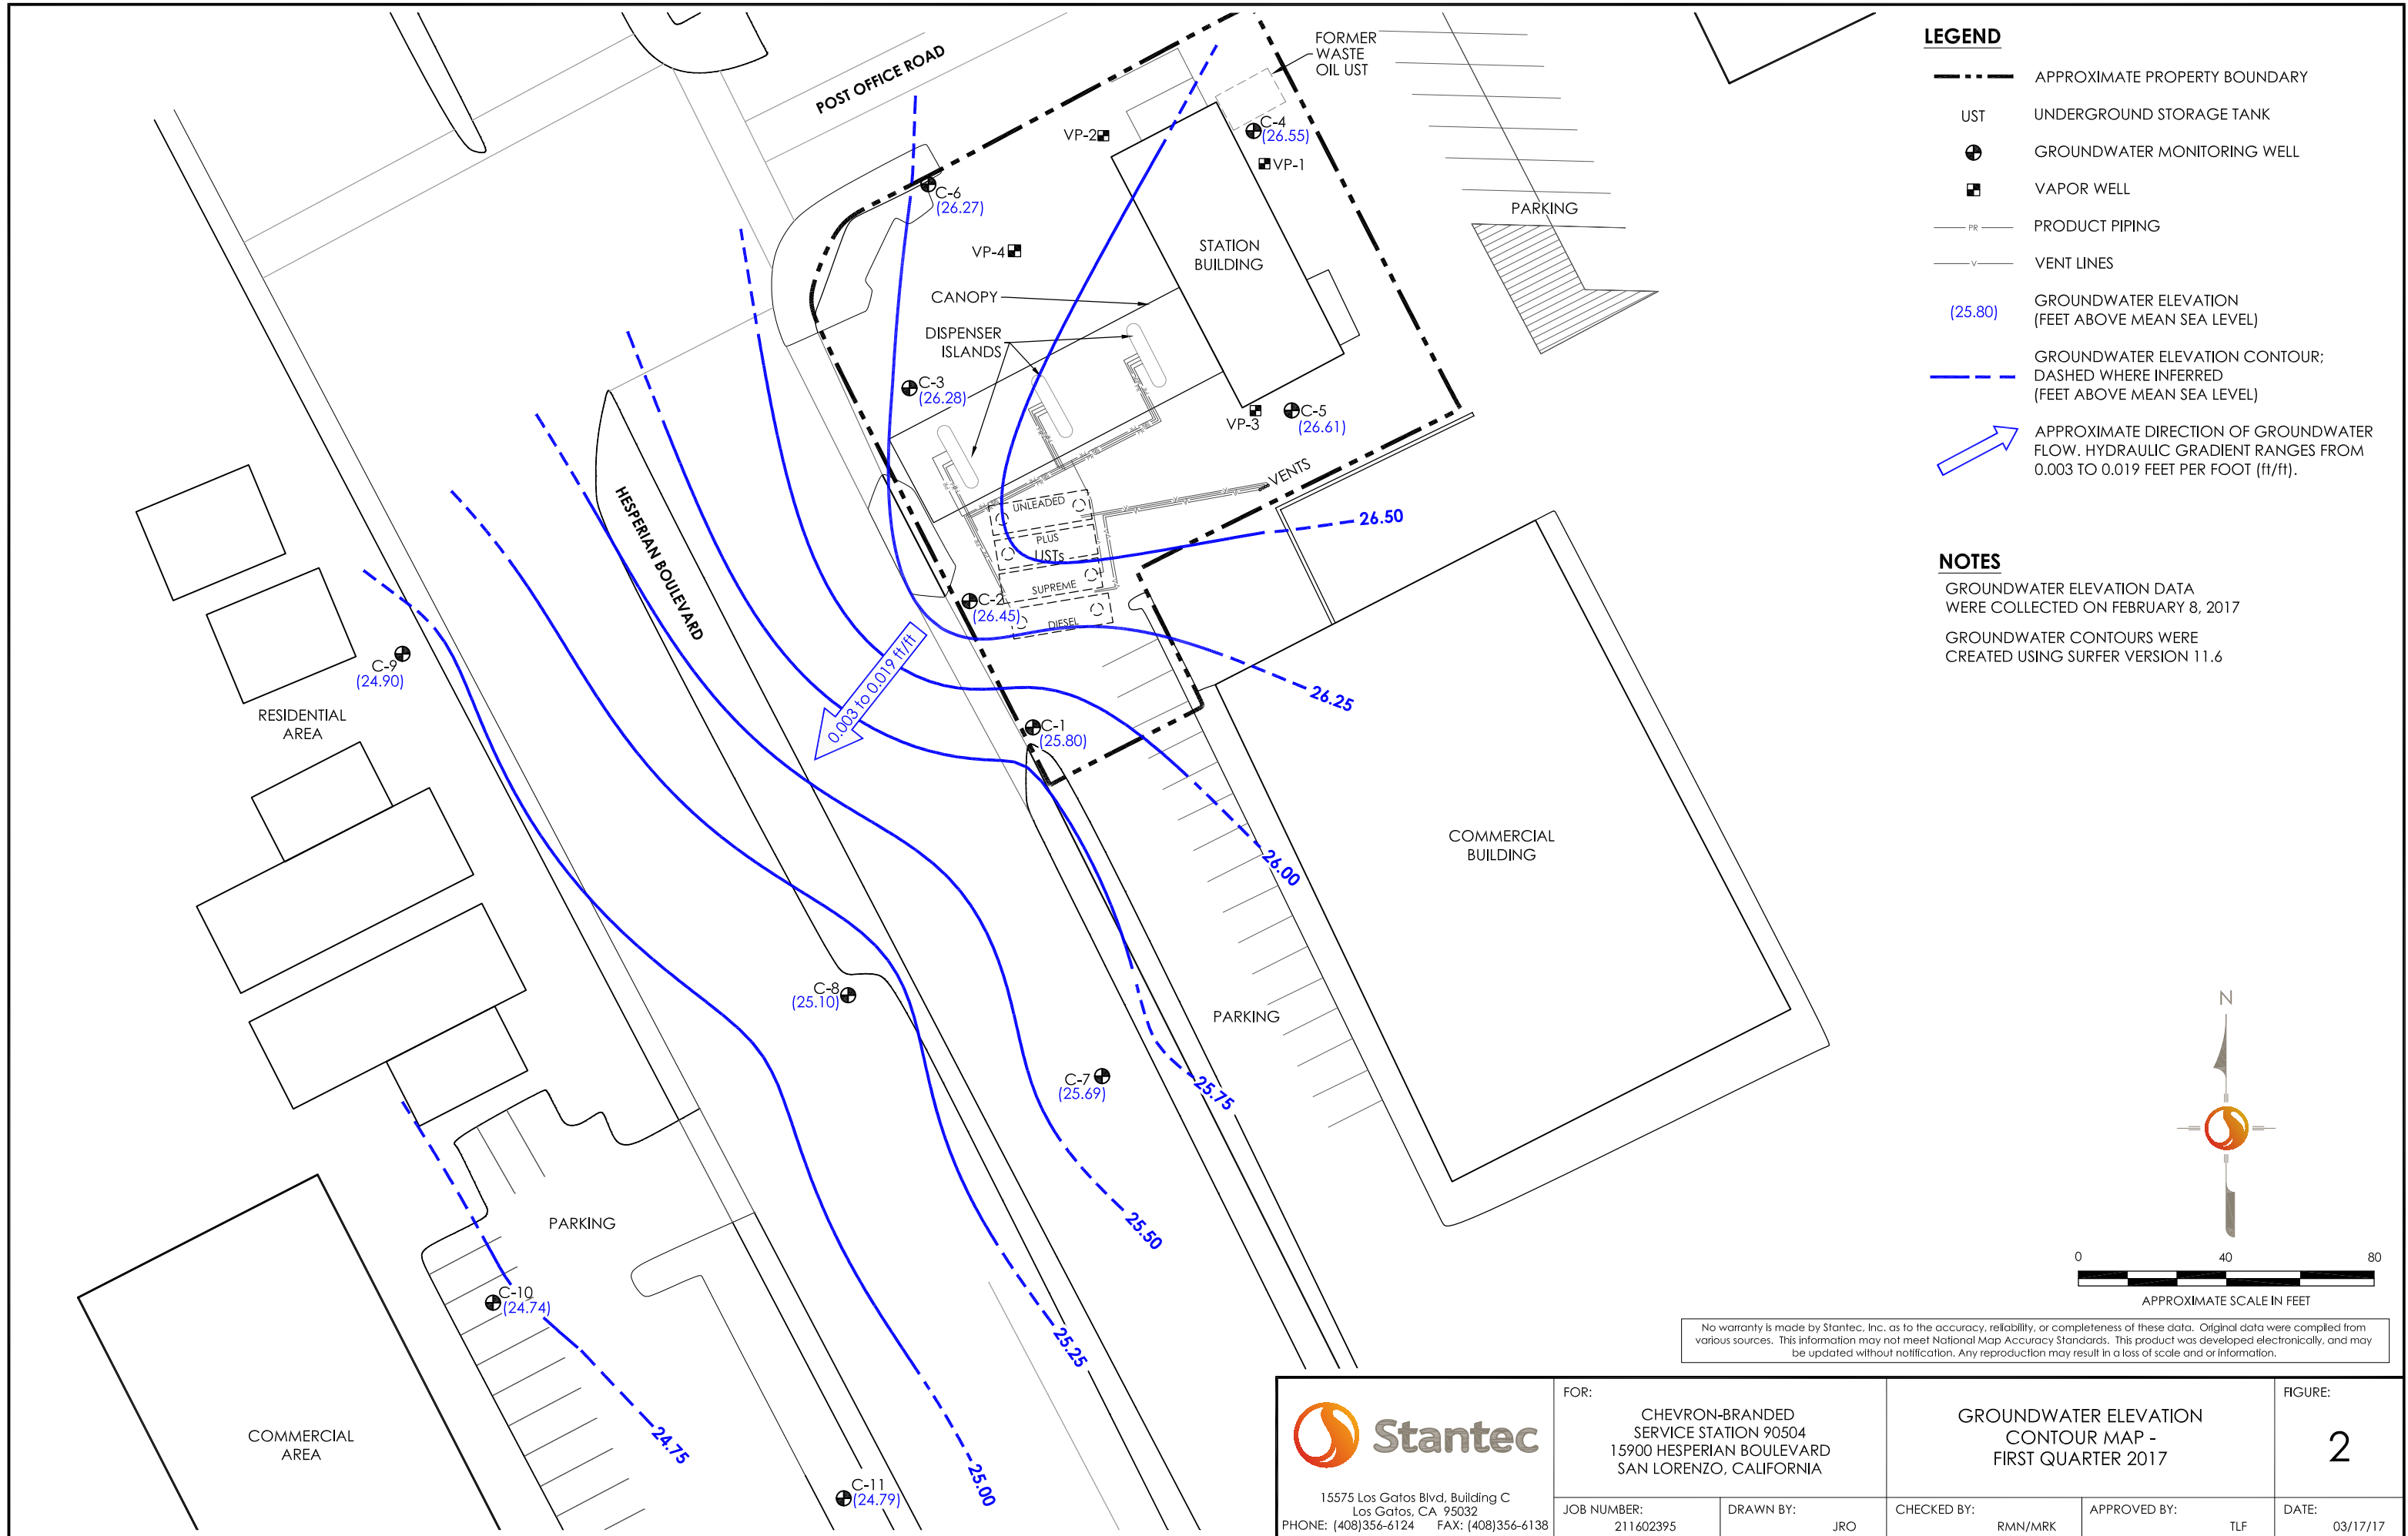 POST OFFICE ROAD
FORMER
WASTE
OIL UST
C-4
(26.55)
VP-2
VP-1
C-6
(26.27)
PARKING
VP-4
STATION
BUILDING
CANOPY
DISPENSER
ISLANDS
C-3
(26.28)
VP-3
C-5
(26.61)
VENTS
UNLEADED
PLUS
USTs
SUPREME
DIESEL
26.50
HESPERIAN BOULEVARD
C-2
(26.45)
0.003 to 0.019 ft/ft
26.25
C-9
(24.90)
RESIDENTIAL
AREA
C-1
(25.80)
COMMERCIAL
BUILDING
26.00
C-8
(25.10)
PARKING
C-7
(25.69)
25.75
PARKING
25.50
C-10
(24.74)
25.25
COMMERCIAL
AREA
24.75
25.00
C-11
(24.79)
LEGEND
APPROXIMATE PROPERTY BOUNDARY
UST UNDERGROUND STORAGE TANK
GROUNDWATER MONITORING WELL
VAPOR WELL
PR PRODUCT PIPING
V VENT LINES
(25.80) GROUNDWATER ELEVATION
(FEET ABOVE MEAN SEA LEVEL)
GROUNDWATER ELEVATION CONTOUR;
DASHED WHERE INFERRED
(FEET ABOVE MEAN SEA LEVEL)
APPROXIMATE DIRECTION OF GROUNDWATER
FLOW. HYDRAULIC GRADIENT RANGES FROM
0.003 TO 0.019 FEET PER FOOT (ft/ft).
NOTES
GROUNDWATER ELEVATION DATA
WERE COLLECTED ON FEBRUARY 8, 2017
GROUNDWATER CONTOURS WERE
CREATED USING SURFER VERSION 11.6
N
0 40 80
APPROXIMATE SCALE IN FEET
No warranty is made by Stantec, Inc. as to the accuracy, reliability, or completeness of these data. Original data were compiled from
various sources. This information may not meet National Map Accuracy Standards. This product was developed electronically, and may
be updated without notification. Any reproduction may result in a loss of scale and or information.
Stantec
15575 Los Gatos Blvd, Building C
Los Gatos, CA 95032
PHONE: (408)356-6124 FAX: (408)356-6138
FOR:
CHEVRON-BRANDED
SERVICE STATION 90504
15900 HESPERIAN BOULEVARD
SAN LORENZO, CALIFORNIA
GROUNDWATER ELEVATION
CONTOUR MAP -
FIRST QUARTER 2017
FIGURE:
2
JOB NUMBER:
211602395
DRAWN BY:
JRO
CHECKED BY:
RMN/MRK
APPROVED BY:
TLF
DATE:
03/17/17